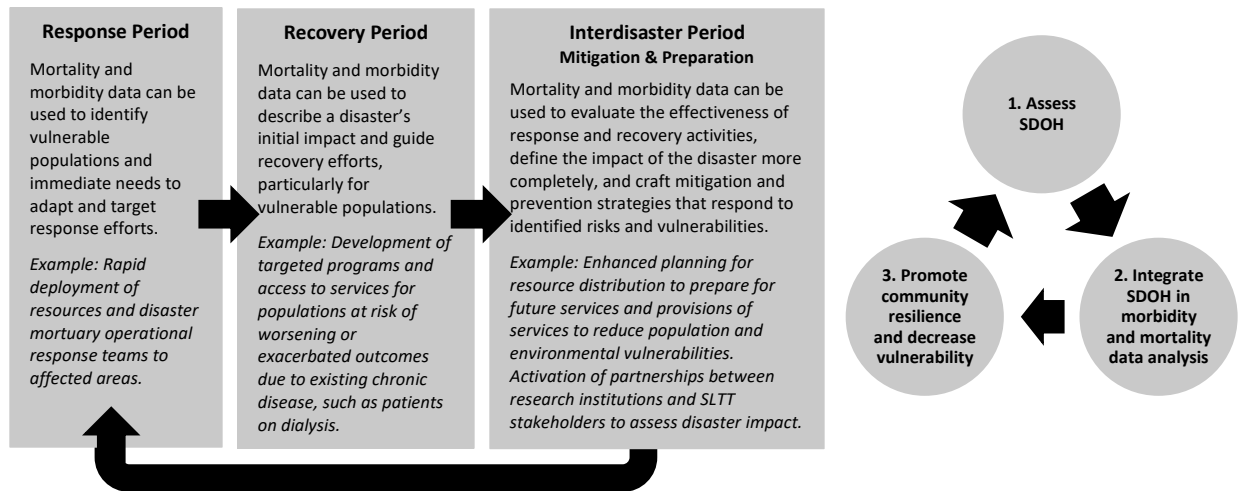 Response Period
Mortality and
morbidity data can be
used to identify
vulnerable
populations and
immediate needs to
adapt and target
response efforts.
Example: Rapid
deployment of
resources and disaster
mortuary operational
response teams to
affected areas.
Recovery Period
Mortality and morbidity
data can be used to
describe a disaster’s
initial impact and guide
recovery efforts,
particularly for
vulnerable populations.
Example: Development of
targeted programs and
access to services for
populations at risk of
worsening or
exacerbated outcomes
due to existing chronic
disease, such as patients
on dialysis.
Interdisaster Period
Mitigation & Preparation
Mortality and morbidity data can be
used to evaluate the effectiveness of
response and recovery activities,
define the impact of the disaster more
completely, and craft mitigation and
prevention strategies that respond to
identified risks and vulnerabilities.
Example: Enhanced planning for
resource distribution to prepare for
future services and provisions of
services to reduce population and
environmental vulnerabilities.
Activation of partnerships between
research institutions and SLTT
stakeholders to assess disaster impact.
1. Assess
SDOH
2. Integrate
SDOH in
morbidity
and mortality
data analysis
3. Promote
community
resilience
and decrease
vulnerability